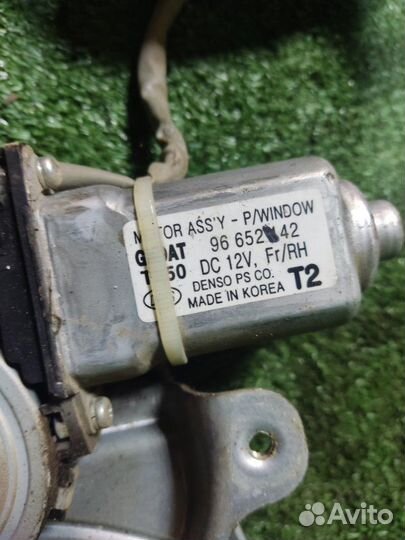 ASS'Y - P/WINDOW
96 652 42
DC 12V, Fr/RH
DENSO PS CO.
MADE IN KOREA T2
Avito